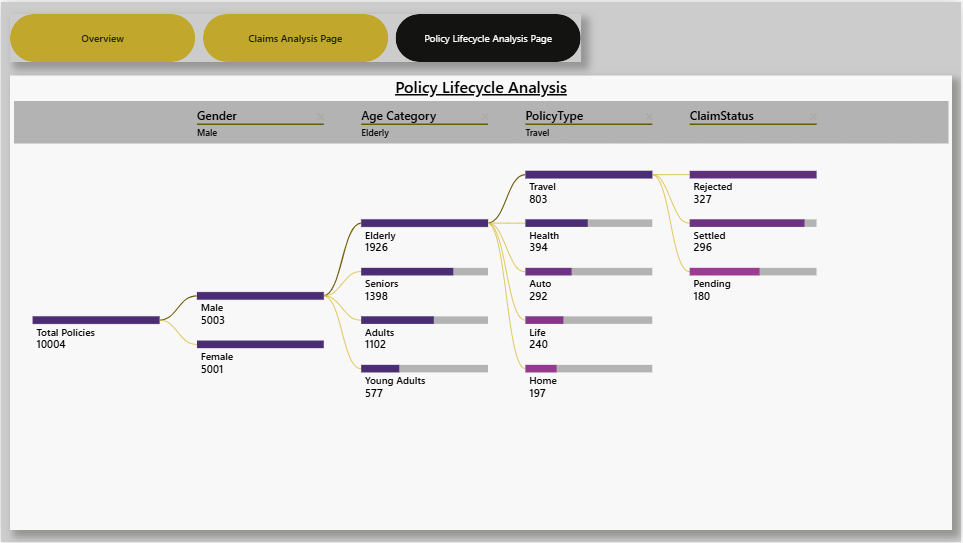 Overview
Claims Analysis Page
Policy Lifecycle Analysis Page
Policy Lifecycle Analysis
Gender
Male
Age Category
Elderly
PolicyType
Travel
ClaimStatus
Total Policies
10004
Male
5003
Female
5001
Elderly
1926
Seniors
1398
Adults
1102
Young Adults
577
Travel
803
Health
394
Auto
292
Life
240
Home
197
Rejected
327
Settled
296
Pending
180